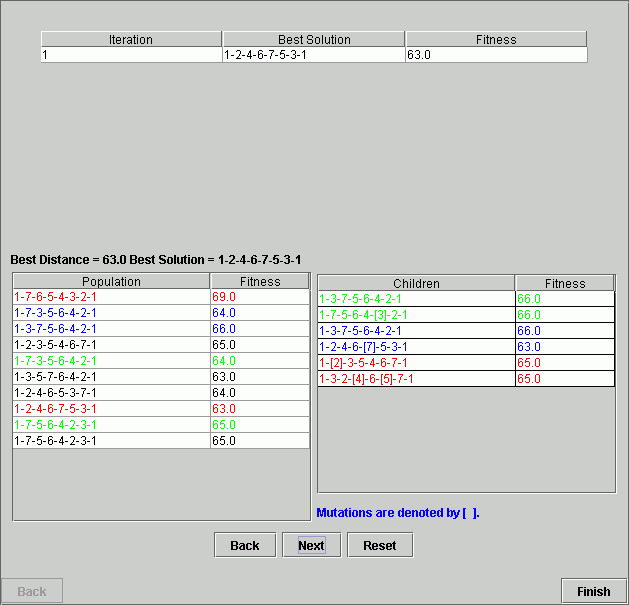 Iteration Best Solution Fitness
1 1-2-4-6-7-5-3-1 63.0
Best Distance = 63.0 Best Solution = 1-2-4-6-7-5-3-1
Population Fitness
1-7-6-5-4-3-2-1 69.0
1-7-3-5-6-4-2-1 64.0
1-3-7-5-6-4-2-1 66.0
1-2-3-5-4-6-7-1 65.0
1-7-3-5-6-4-2-1 64.0
1-3-5-7-6-4-2-1 63.0
1-2-4-6-5-3-7-1 64.0
1-2-4-6-7-5-3-1 63.0
1-7-5-6-4-2-3-1 65.0
1-7-5-6-4-2-3-1 65.0
Children Fitness
1-3-7-5-6-4-2-1 66.0
1-7-5-6-4-[3]-2-1 66.0
1-3-7-5-6-4-2-1 66.0
1-2-4-6-[7]-5-3-1 63.0
1-[2]-3-5-4-6-7-1 65.0
1-3-2-[4]-6-[5]-7-1 65.0
Mutations are denoted by [ ].
Back Next Reset
Back Finish